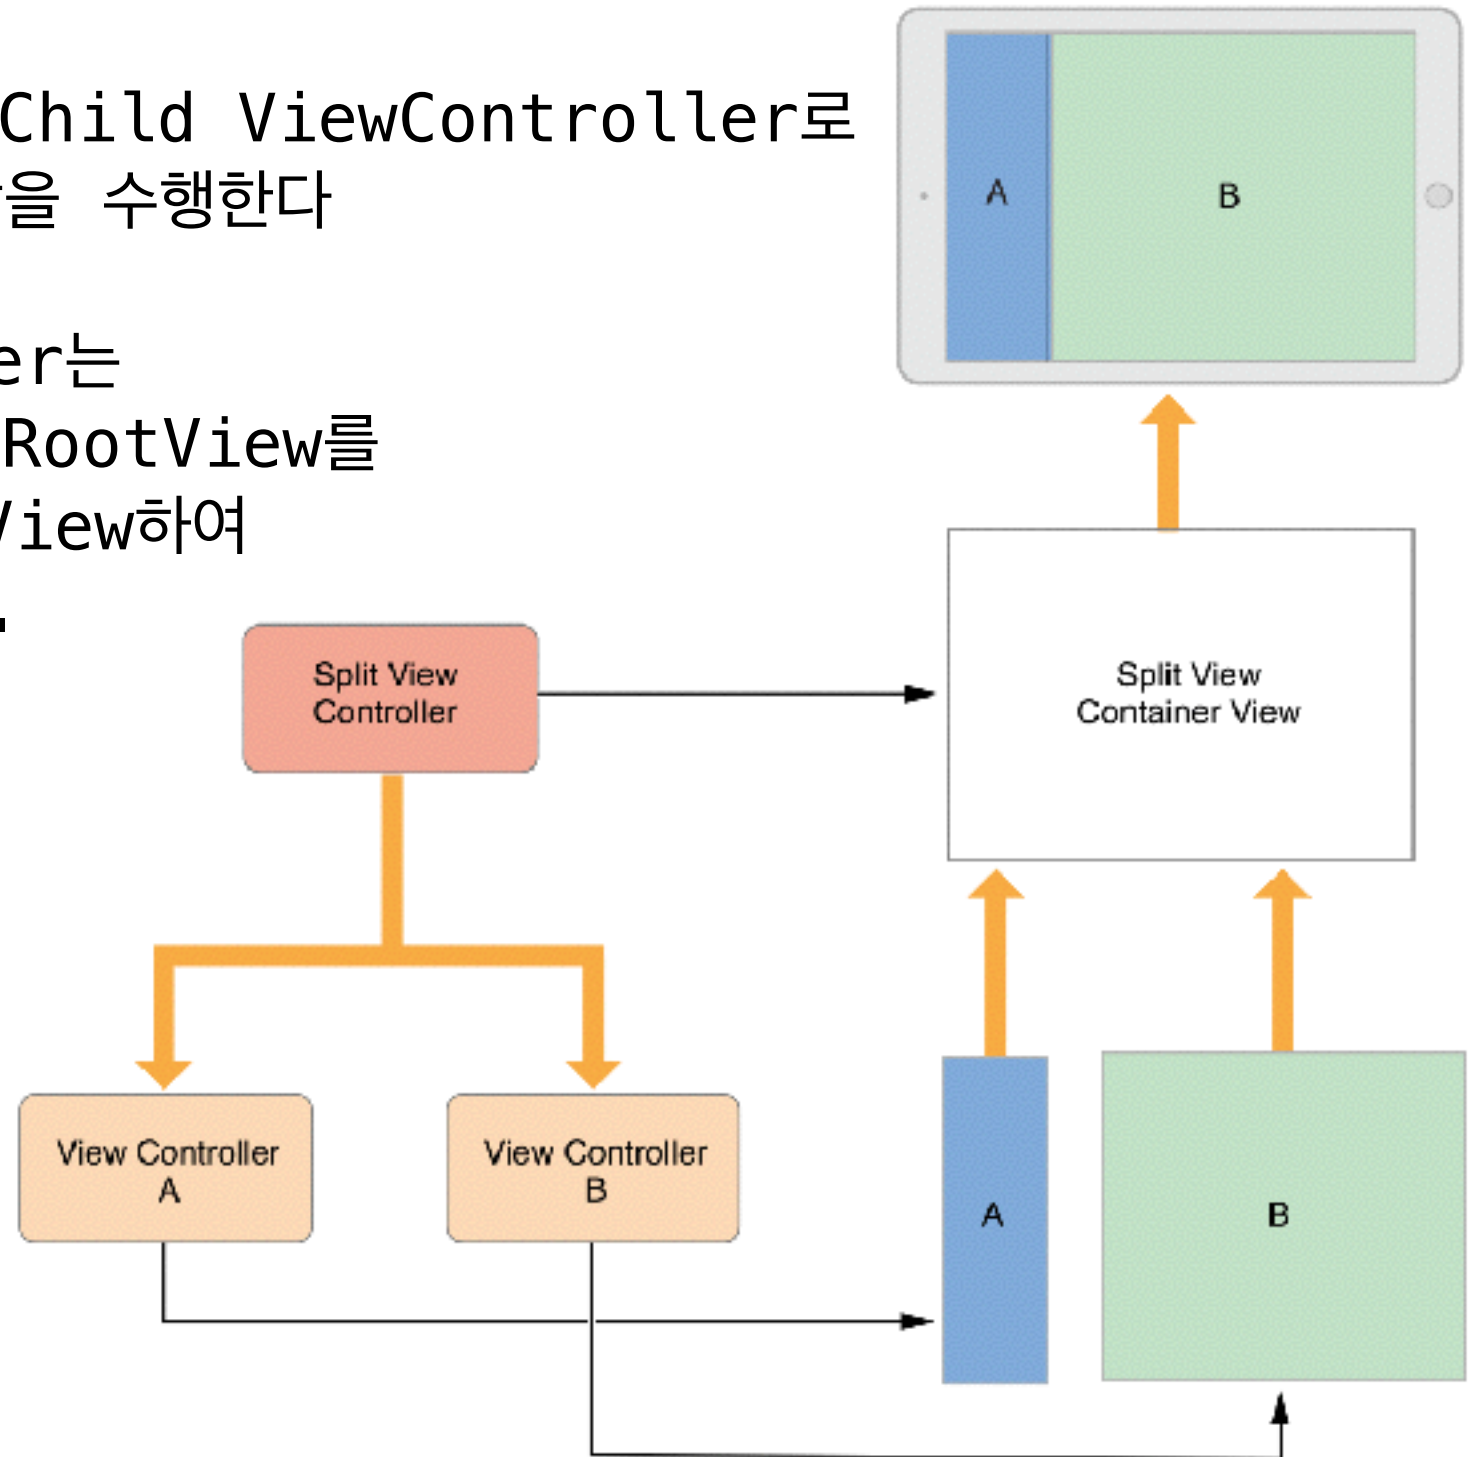 Child ViewController로
을 수행한다
er는
RootView를
View하여
.
A
B
Split View
Controller
Split View
Container View
View Controller
A
View Controller
B
A
B